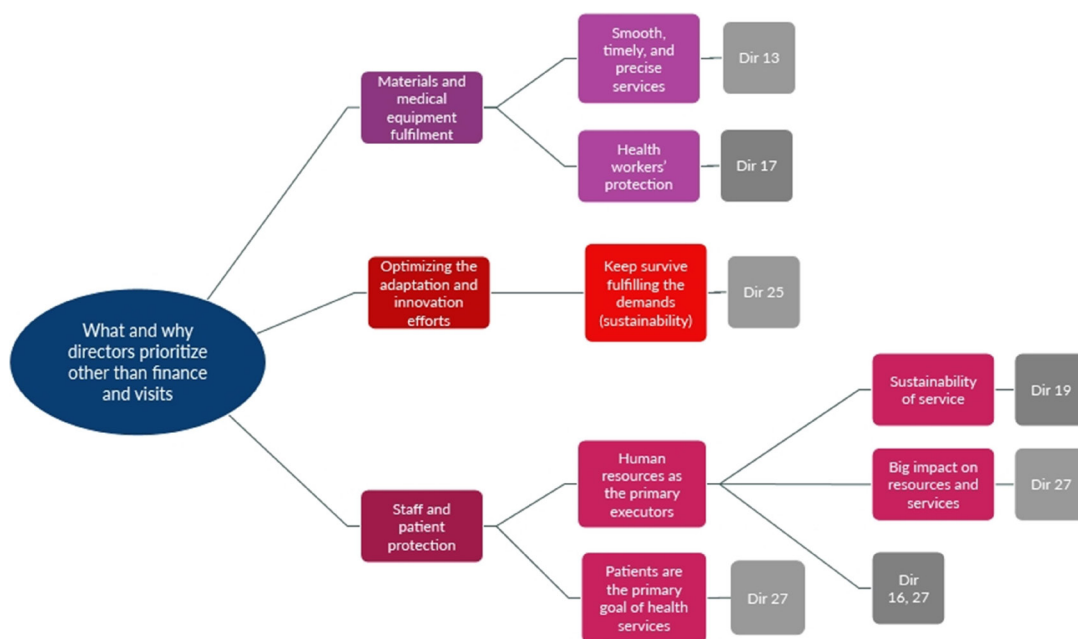 Smooth,
timely, and
precise
services
Dir 13
Materials and
medical
equipment
fulfilment
Health
workers'
protection
Dir 17
Optimizing the
adaptation and
innovation
efforts
Keep survive
fulfilling the
demands
(sustainability)
Dir 25
What and why
directors prioritize
other than finance
and visits
Sustainability
of service
Dir 19
Human
resources as
the primary
executors
Big impact on
resources and
services
Dir 27
Staff and
patient
protection
Patients are
the primary
goal of health
services
Dir 27
Dir
16, 27